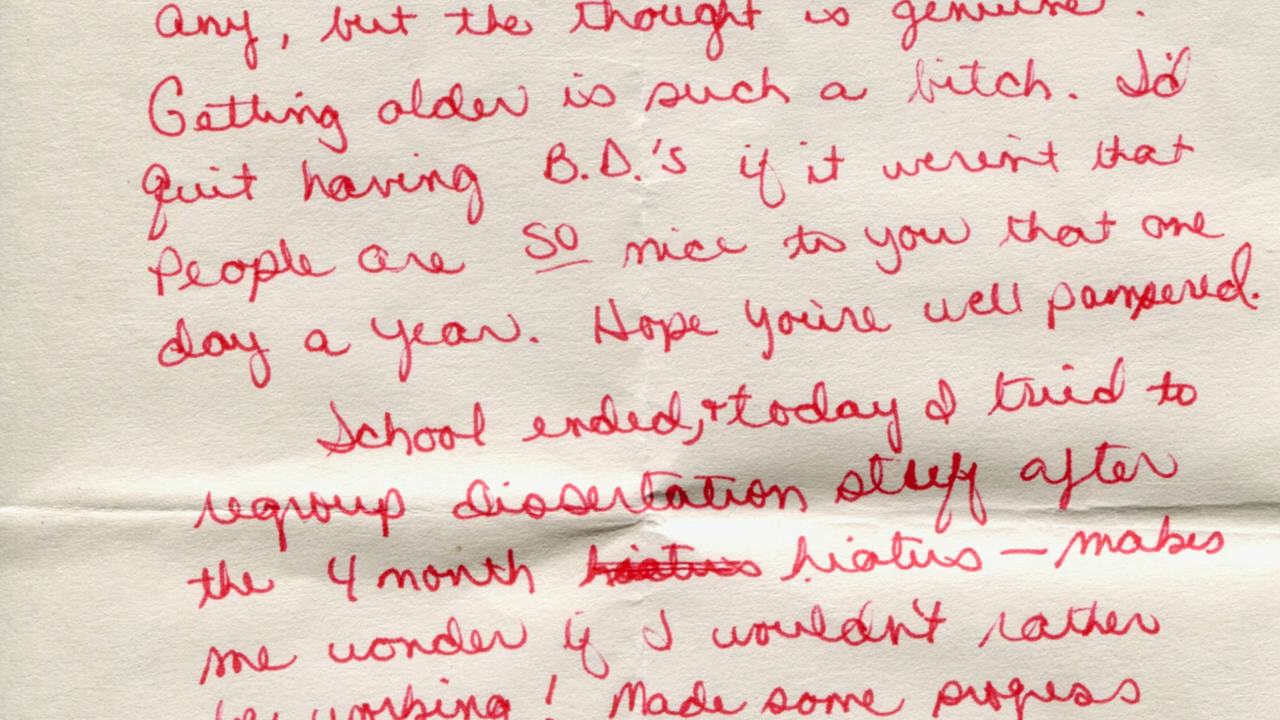 any, but the thought is genuine.
Getting older is such a bitch. I'd
quit having B.D.'s if it weren't that
People are so nice to you that one
day a year. Hope you're well pampered.
School ended, + today I tried to
regroup dissertation stuff after
the 4 month hiatus hiatus — makes
me wonder if I wouldn't rather
be working! Made some progress